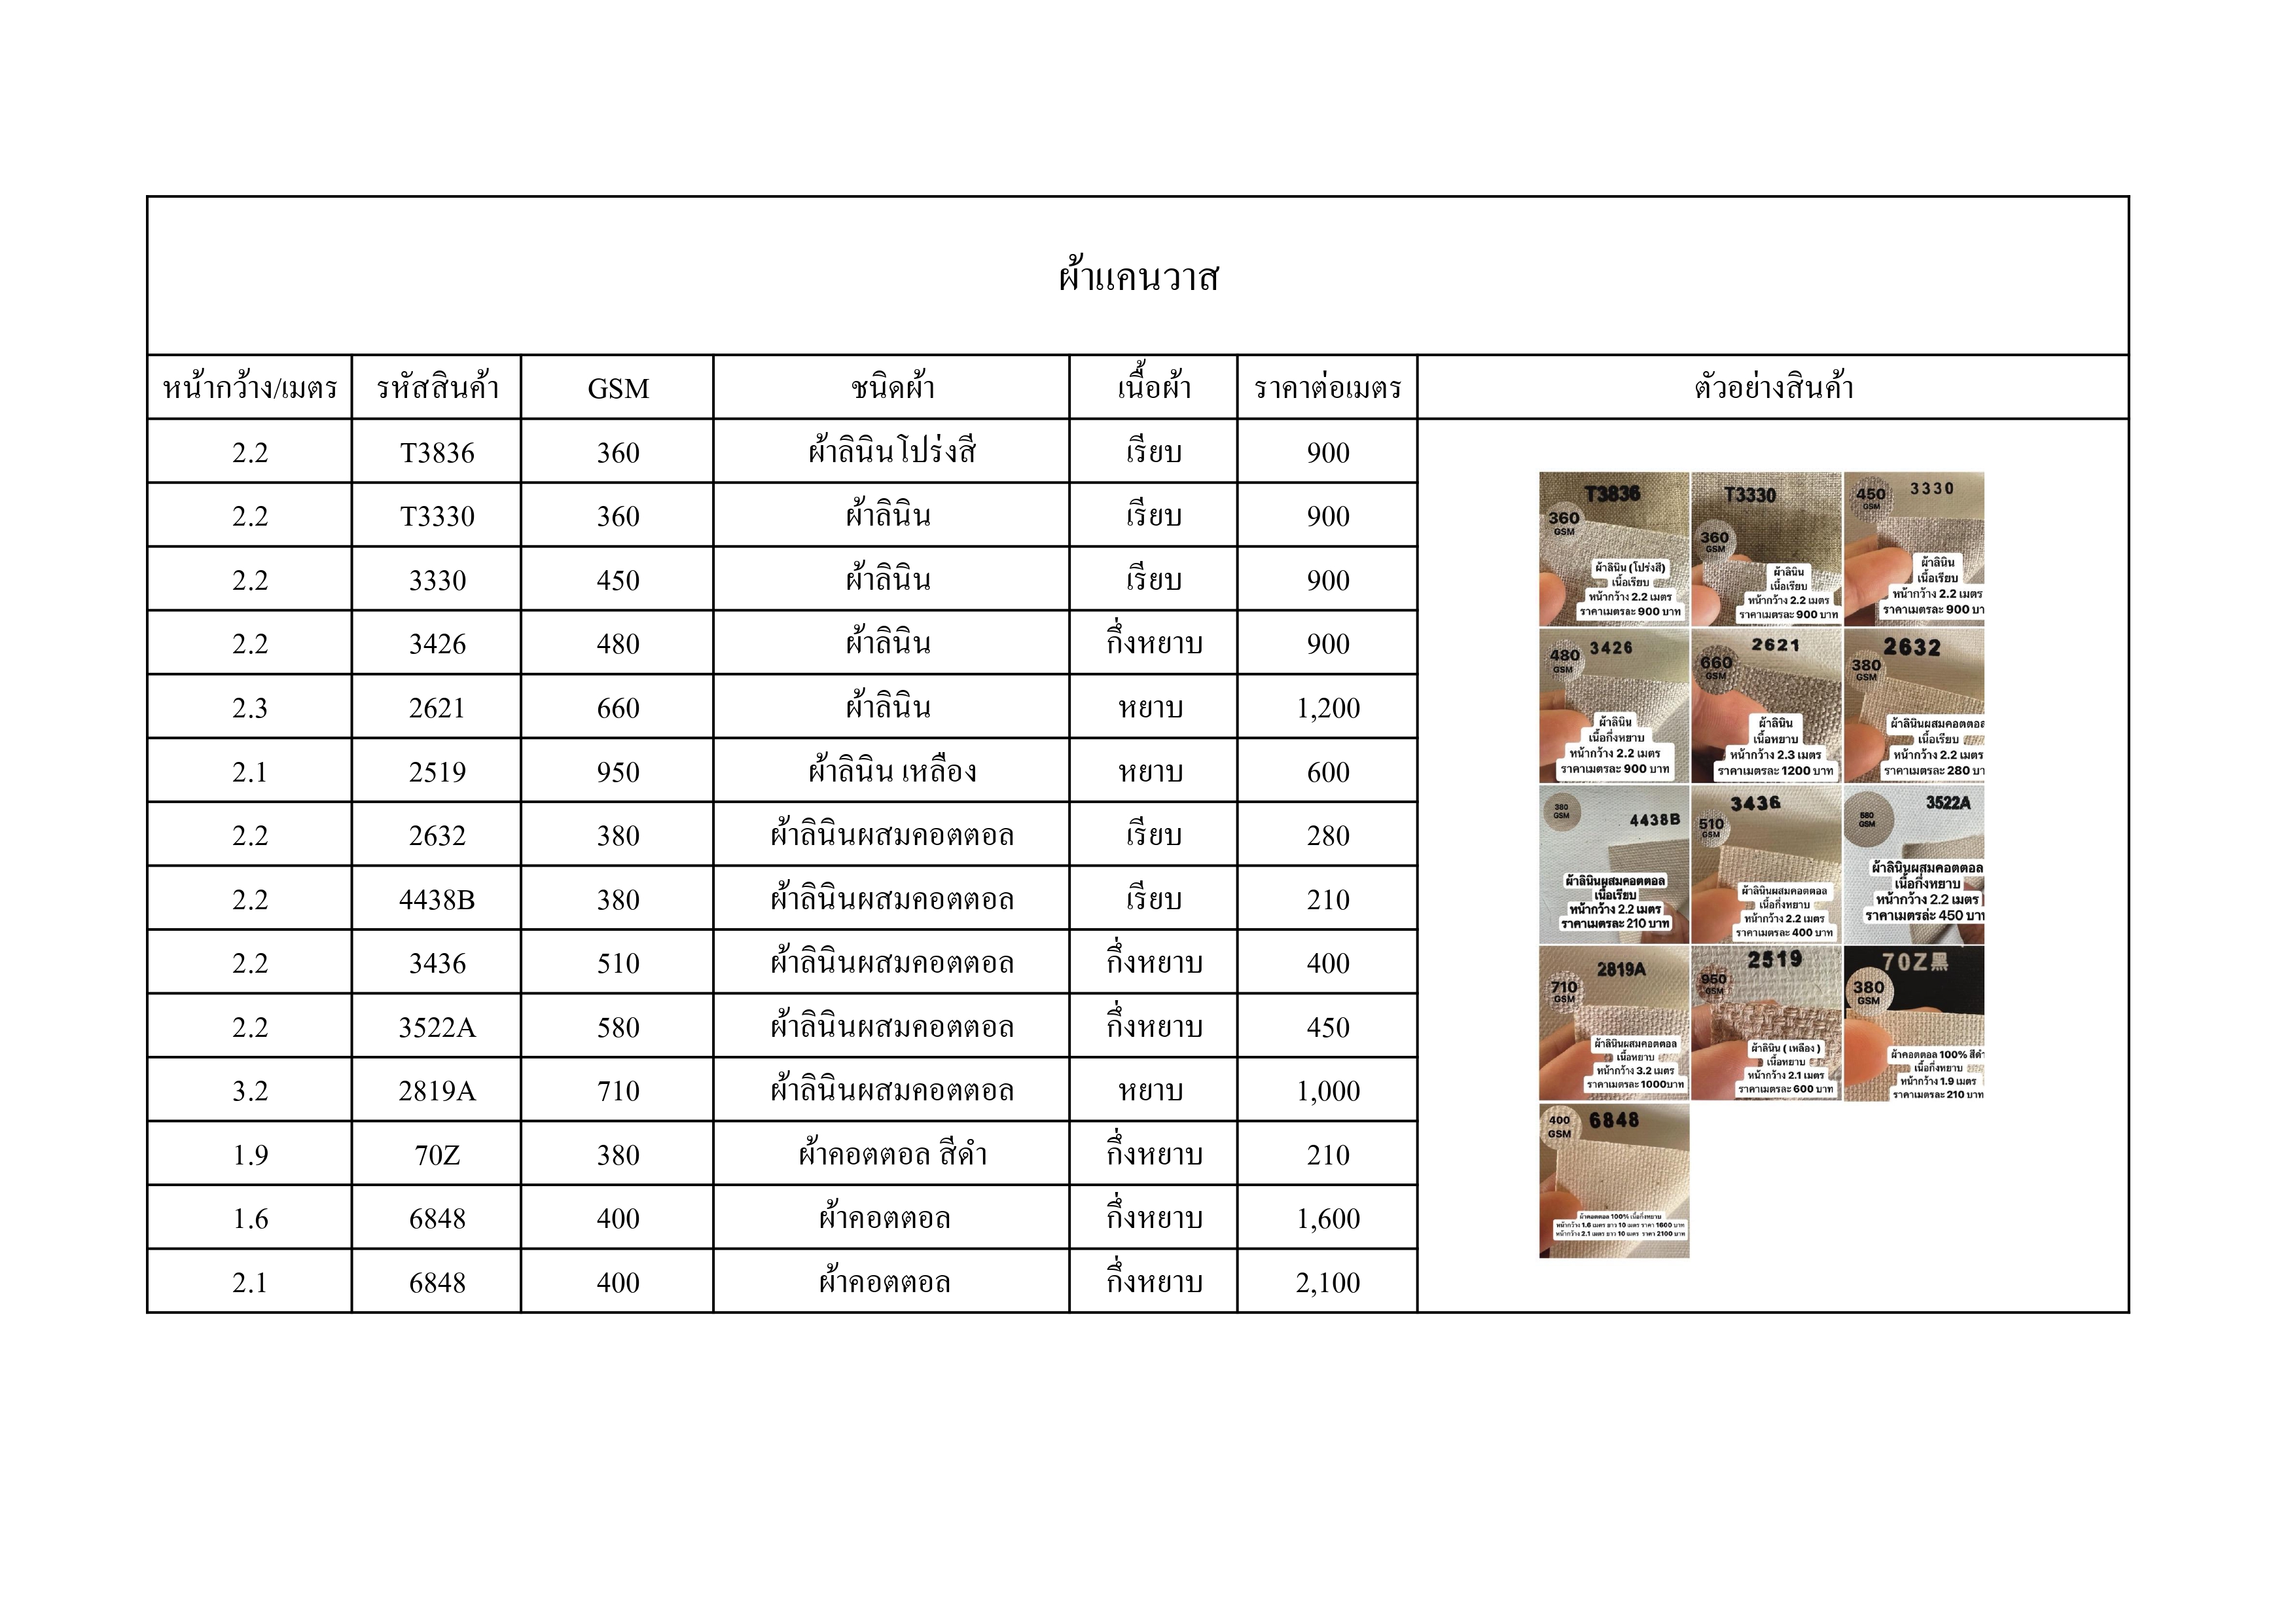 ผ้าแคนวาส
หน้ากว้าง/เมตร รหัสสินค้า GSM ชนิดผ้า เนื้อผ้า ราคาต่อเมตร ตัวอย่างสินค้า
2.2 T3836 360 ผ้าลินินโปร่งสี เรียบ 900
2.2 T3330 360 ผ้าลินิน เรียบ 900
2.2 3330 450 ผ้าลินิน เรียบ 900
2.2 3426 480 ผ้าลินิน กึ่งหยาบ 900
2.3 2621 660 ผ้าลินิน หยาบ 1,200
2.1 2519 950 ผ้าลินิน เหลือง หยาบ 600
2.2 2632 380 ผ้าลินินผสมคอตตอล เรียบ 280
2.2 4438B 380 ผ้าลินินผสมคอตตอล เรียบ 210
2.2 3436 510 ผ้าลินินผสมคอตตอล กึ่งหยาบ 400
2.2 3522A 580 ผ้าลินินผสมคอตตอล กึ่งหยาบ 450
3.2 2819A 710 ผ้าลินินผสมคอตตอล หยาบ 1,000
1.9 70Z 380 ผ้าคอตตอล สีดำ กึ่งหยาบ 210
1.6 6848 400 ผ้าคอตตอล กึ่งหยาบ 1,600
2.1 6848 400 ผ้าคอตตอล กึ่งหยาบ 2,100
T3836
360
GSM
ผ้าลินิน (โปร่งสี)
เนื้อเรียบ
หน้ากว้าง 2.2 เมตร
ราคาเมตรละ 900 บาท
T3330
360
GSM
ผ้าลินิน
เนื้อเรียบ
หน้ากว้าง 2.2 เมตร
ราคาเมตรละ 900 บาท
3330
450
GSM
ผ้าลินิน
เนื้อเรียบ
หน้ากว้าง 2.2 เมตร
ราคาเมตรละ 900 บา
3426
480
GSM
ผ้าลินิน
เนื้อกึ่งหยาบ
หน้ากว้าง 2.2 เมตร
ราคาเมตรละ 900 บาท
2621
660
GSM
ผ้าลินิน
เนื้อหยาบ
หน้ากว้าง 2.3 เมตร
ราคาเมตรละ 1200 บาท
2632
380
GSM
ผ้าลินินผสมคอตตอล
เนื้อเรียบ
หน้ากว้าง 2.2 เมตร
ราคาเมตรละ 280 บา
4438B
380
GSM
ผ้าลินินผสมคอตตอล
เนื้อเรียบ
หน้ากว้าง 2.2 เมตร
ราคาเมตรละ 210 บาท
3436
510
GSM
ผ้าลินินผสมคอตตอล
เนื้อกึ่งหยาบ
หน้ากว้าง 2.2 เมตร
ราคาเมตรละ 400 บาท
3522A
GSM
ผ้าลินินผสมคอตตอล
เนื้อกึ่งหยาบ
หน้ากว้าง 2.2 เมตร
ราคาเมตรล่ะ 450 บาท
2819A
710
GSM
ผ้าลินินผสมคอตตอล
เนื้อหยาบ
หน้ากว้าง 3.2 เมตร
ราคาเมตรละ 1000บาท
2519
950
GSM
ผ้าลินิน ( เหลือง )
เนื้อหยาบ
หน้ากว้าง 2.1 เมตร
ราคาเมตรละ 600 บาท
70Z黑
380
GSM
ผ้าคอตตอล 100% สีดำ
เนื้อกึ่งหยาบ
หน้ากว้าง 1.9 เมตร
ราคาเมตรละ 210 บาท
6848
400
GSM
ผ้าคอตตอล 100% เนื้อกึ่งหยาบ
หน้ากว้าง 1.6 เมตร ยาว 10 เมตร ราคา 1600 บาท
หน้ากว้าง 2.1 เมตร ยาว 10 เมตร ราคา 2100 บาท